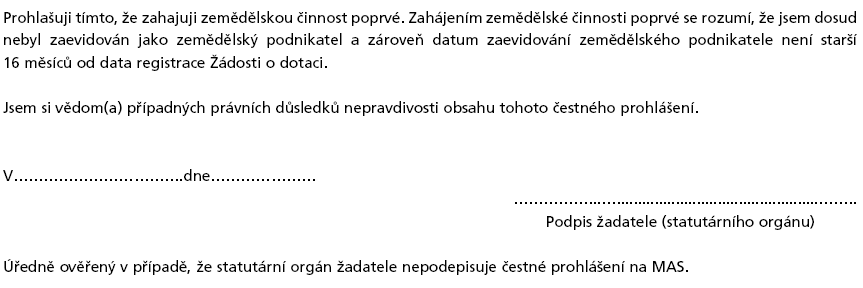 Prohlašuji tímto, že zahajuji zemědělskou činnost poprvé. Zahájením zemědělské činnosti poprvé se rozumí, že jsem dosud
nebyl zaevidován jako zemědělský podnikatel a zároveň datum zaevidování zemědělského podnikatele není starší
16 měsíců od data registrace Žádosti o dotaci.
Jsem si vědom(a) případných právních důsledků nepravdivosti obsahu tohoto čestného prohlášení.
V……………………………..dne…………………
……………..…...................................................……..
Podpis žadatele (statutárního orgánu)
Úředně ověřený v případě, že statutární orgán žadatele nepodepisuje čestné prohlášení na MAS.